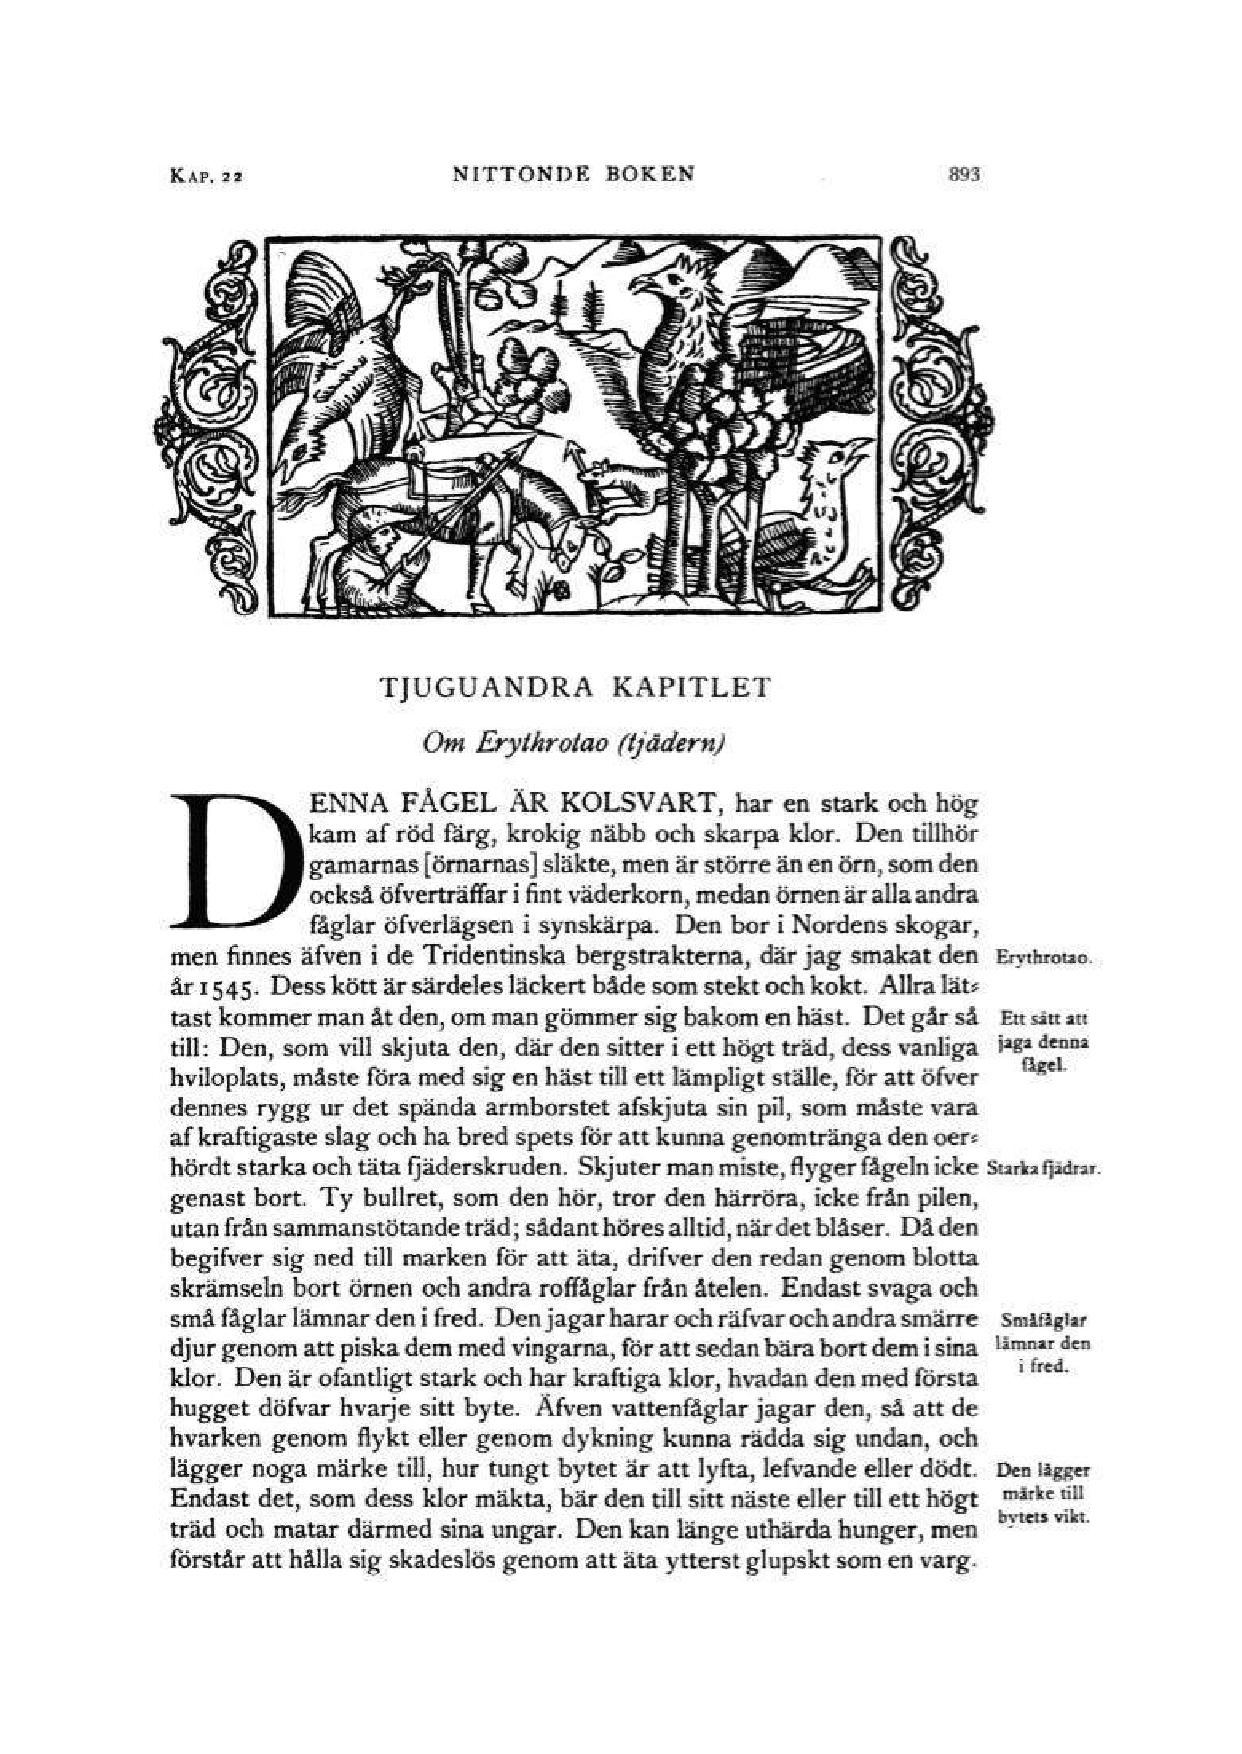 KAP. 22 NITTONDE BOKEN 893
TJUGUANDRA KAPITLET
Om Erythrotao (tjädern)
DENNA FÅGEL ÄR KOLSVART, har en stark och hög
kam af röd färg, krokig näbb och skarpa klor. Den tillhör
gamarnas [örnarnas] släkte, men är större än en örn, som den
också öfverträffar i fint väderkorn, medan örnen är alla andra
fåglar öfverlägsen i synskärpa. Den bor i Nordens skogar,
men finnes äfven i de Tridentinska bergstrakterna, där jag smakat den
år 1545. Dess kött är särdeles läckert både som stekt och kokt. Allra lät⸗
tast kommer man åt den, om man gömmer sig bakom en häst. Det går så
till: Den, som vill skjuta den, där den sitter i ett högt träd, dess vanliga
hviloplats, måste föra med sig en häst till ett lämpligt ställe, för att öfver
dennes rygg ur det spända armborstet afskjuta sin pil, som måste vara
af kraftigaste slag och ha bred spets för att kunna genomtränga den oer⸗
hördt starka och täta fjäderskruden. Skjuter man miste, flyger fågeln icke
genast bort. Ty bullret, som den hör, tror den härröra, icke från pilen,
utan från sammanstötande träd; sådant höres alltid, när det blåser. Då den
begifver sig ned till marken för att äta, drifver den redan genom blotta
skrämseln bort örnen och andra roffåglar från åtelen. Endast svaga och
små fåglar lämnar den i fred. Den jagar harar och räfvar och andra smärre
djur genom att piska dem med vingarna, för att sedan bära bort dem i sina
klor. Den är ofantligt stark och har kraftiga klor, hvadan den med första
hugget döfvar hvarje sitt byte. Äfven vattenfåglar jagar den, så att de
hvarken genom flykt eller genom dykning kunna rädda sig undan, och
lägger noga märke till, hur tungt bytet är att lyfta, lefvande eller dödt.
Endast det, som dess klor mäkta, bär den till sitt näste eller till ett högt
träd och matar därmed sina ungar. Den kan länge uthärda hunger, men
förstår att hålla sig skadeslös genom att äta ytterst glupskt som en varg.
Erythrotao.
Ett sätt att
jaga denna
fågel.
Starka fjädrar.
Småfåglar
lämnar den
i fred.
Den lägger
märke till
bytets vikt.